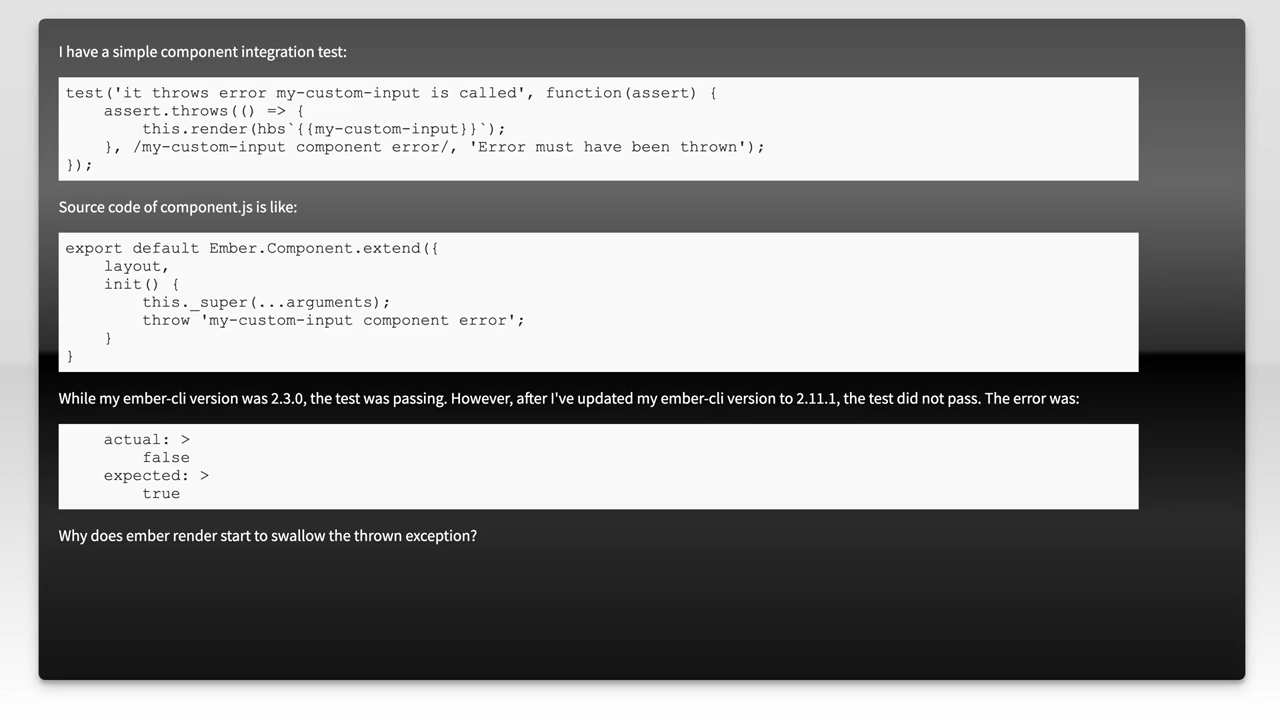 I have a simple component integration test:
test('it throws error my-custom-input is called', function(assert) {
    assert.throws(() => {
        this.render(hbs`{{my-custom-input}}`);
    }, /my-custom-input component error/, 'Error must have been thrown');
});
Source code of component.js is like:
export default Ember.Component.extend({
    layout,
    init() {
        this._super(...arguments);
        throw 'my-custom-input component error';
    }
}
While my ember-cli version was 2.3.0, the test was passing. However, after I've updated my ember-cli version to 2.11.1, the test did not pass. The error was:
    actual: >
        false
    expected: >
        true
Why does ember render start to swallow the thrown exception?